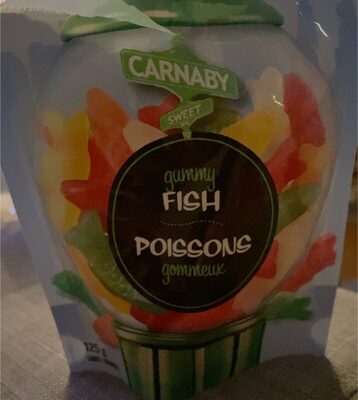 CARNABY
SWEET
gummy
FISH
POISSONS
gommeux
125 g